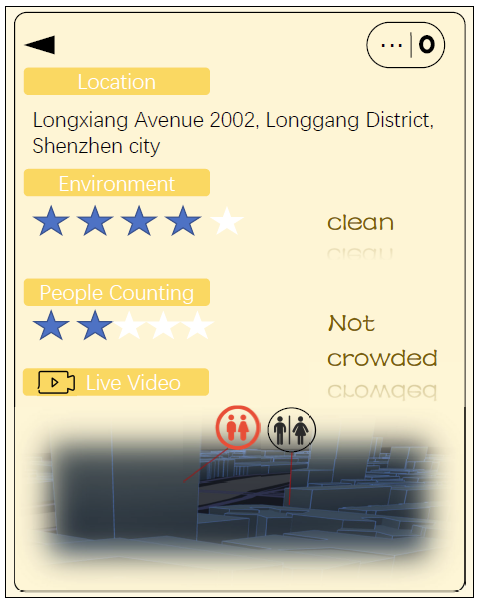 Location
Longxiang Avenue 2002, Longgang District,
Shenzhen city
Environment
clean
People Counting
Not
crowded
Live Video